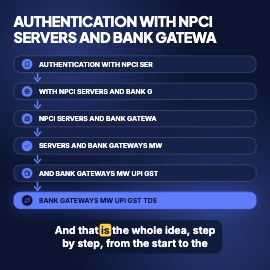 AUTHENTICATION WITH NPCI
SERVERS AND BANK GATEWA
AUTHENTICATION WITH NPCI SER
WITH NPCI SERVERS AND BANK G
NPCI SERVERS AND BANK GATEWA
SERVERS AND BANK GATEWAYS MW
AND BANK GATEWAYS MW UPI GST
BANK GATEWAYS MW UPI GST TDS
And that is the whole idea, step
by step, from the start to the